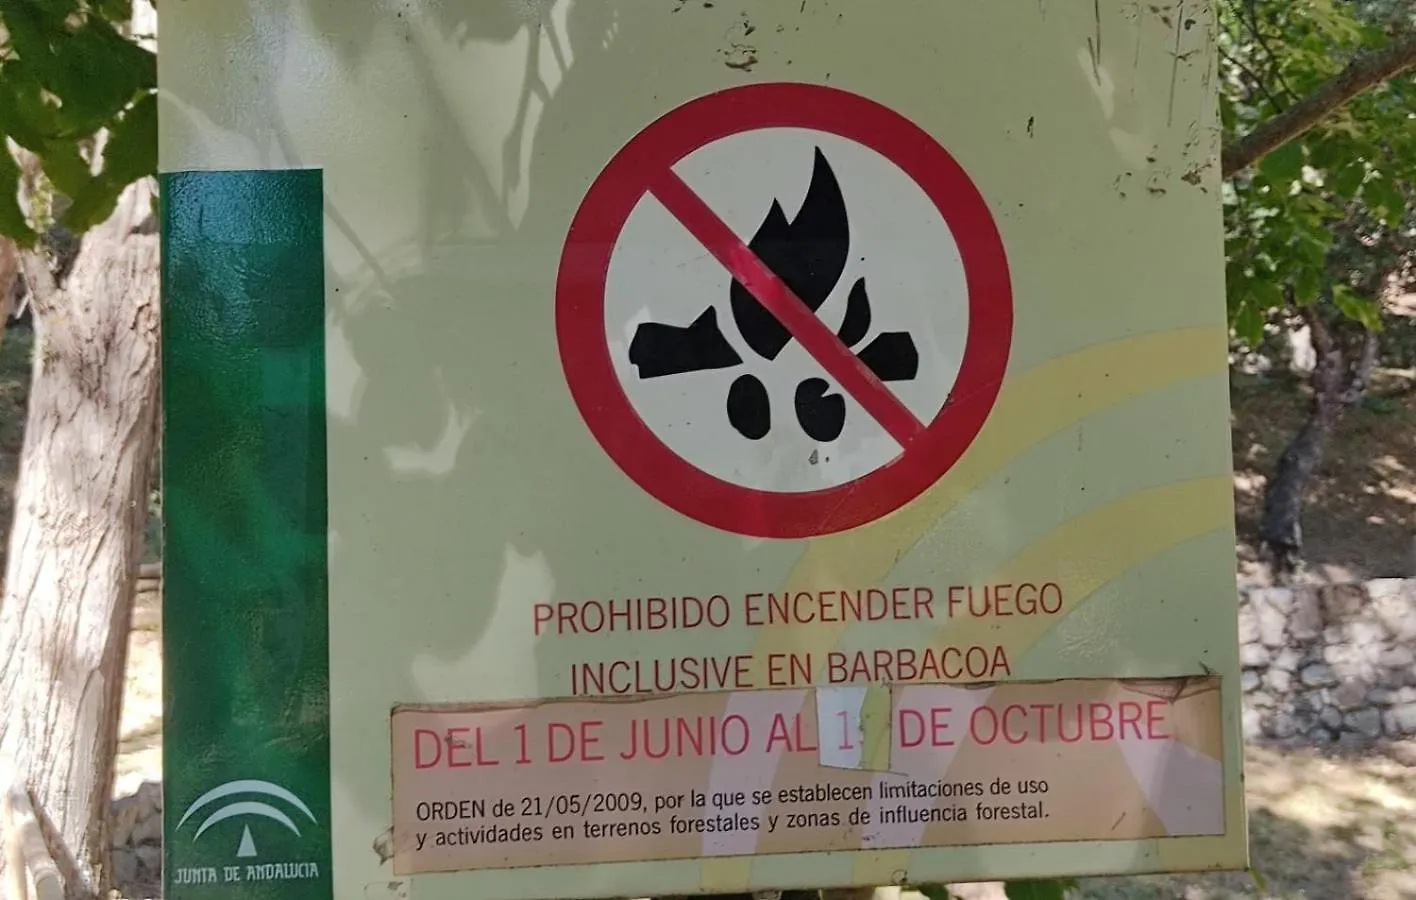 PROHIBIDO ENCENDER FUEGO
INCLUSIVE EN BARBACOA
DEL 1 DE JUNIO AL DE OCTUBRE
ORDEN de 21/05/2009, por la que se establecen limitaciones de uso
y actividades en terrenos forestales y zonas de influencia forestal.
JUNTA DE ANDALUCIA